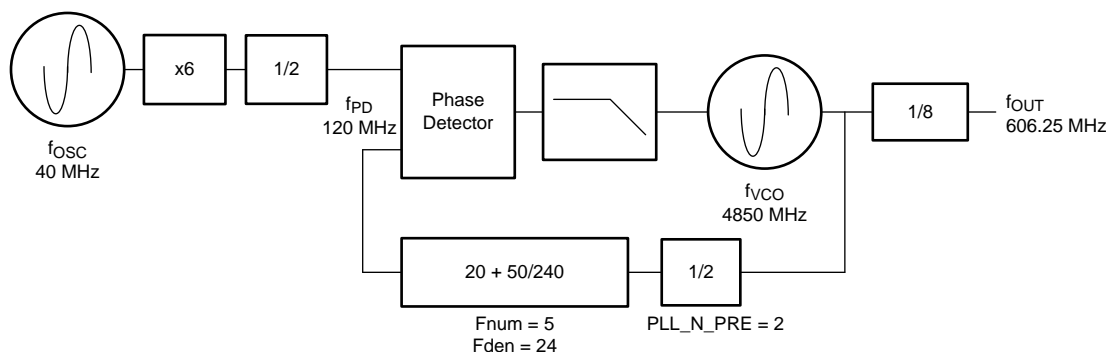 x6
1/2
fOSC
40 MHz
fPD
120 MHz
Phase
Detector
fVCO
4850 MHz
1/8
fOUT
606.25 MHz
20 + 50/240
Fnum = 5
Fden = 24
1/2
PLL_N_PRE = 2